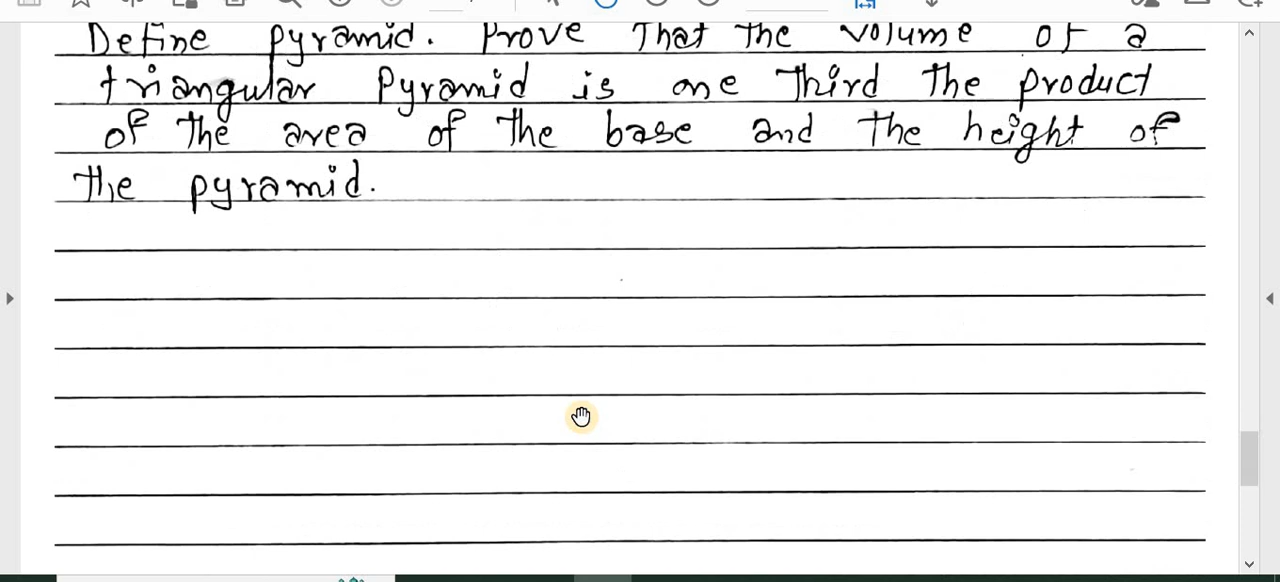 Define pyramid. Prove That the volume of a
triangular Pyramid is one Third the product
of the area of the base and the height of
the pyramid.